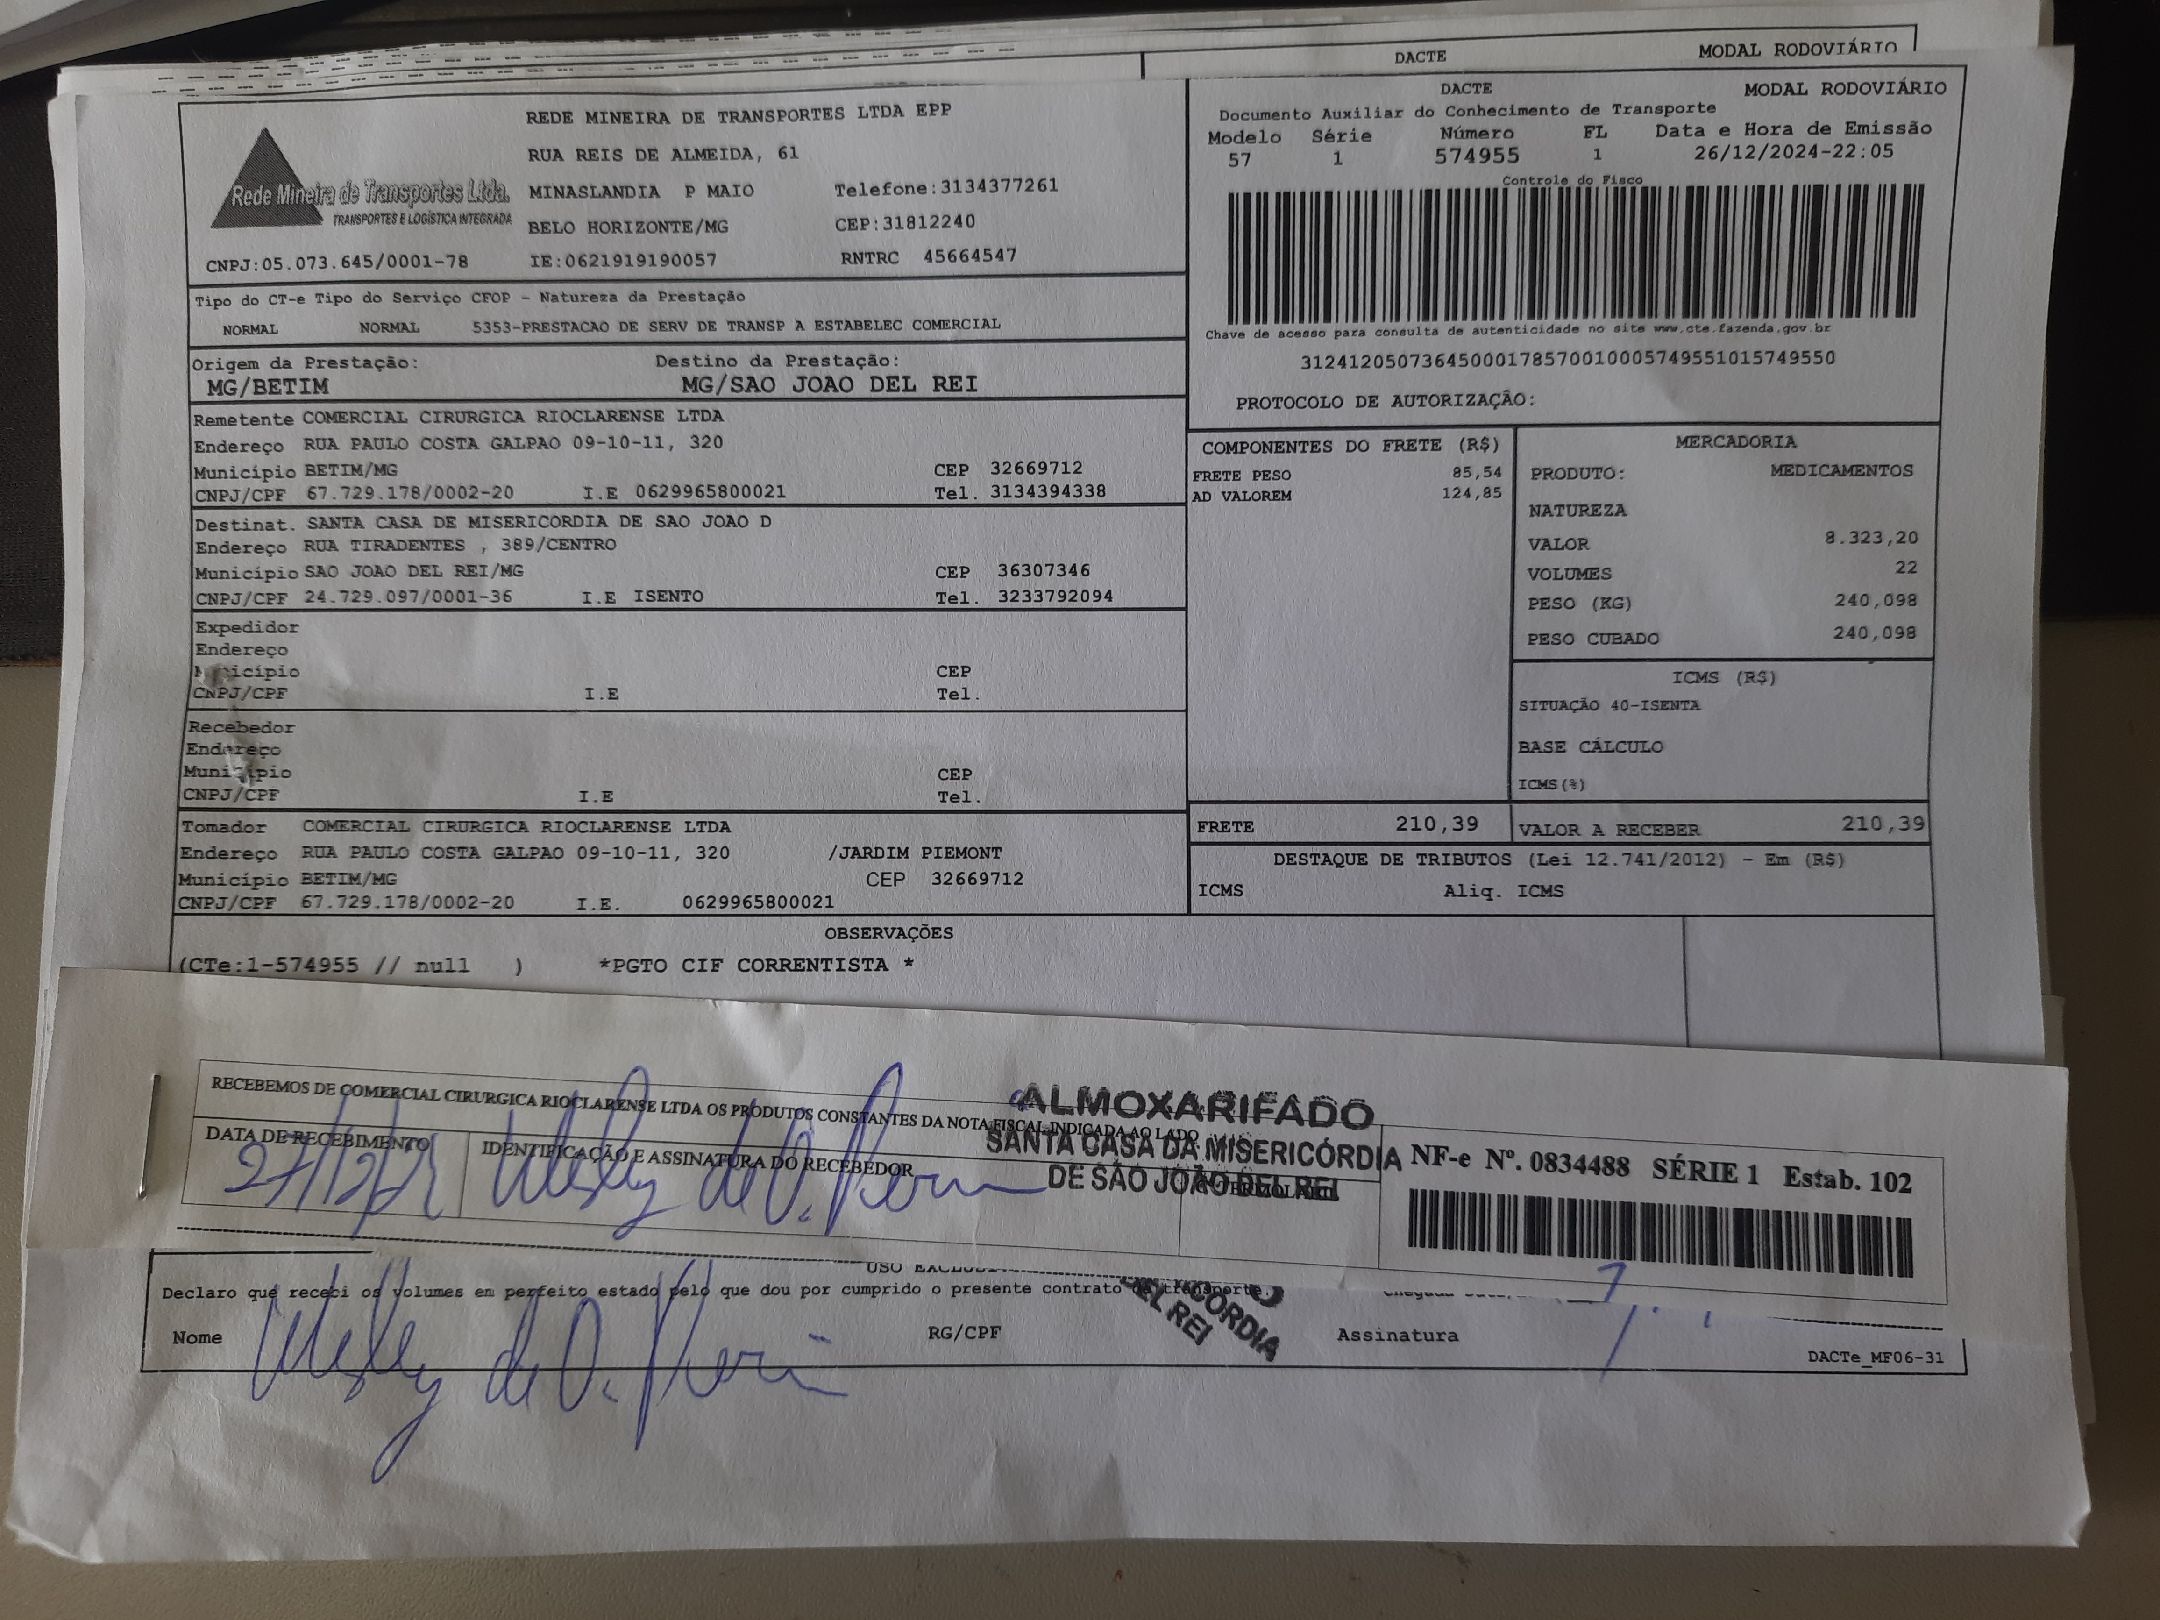 DACTE MODAL RODOVIÁRIO
REDE MINEIRA DE TRANSPORTES LTDA EPP
RUA REIS DE ALMEIDA, 61
MINASLANDIA P MAIO Telefone:3134377261
BELO HORIZONTE/MG CEP:31812240
Rede Mineira de Transportes Ltda.
TRANSPORTES E LOGÍSTICA INTEGRADA
CNPJ:05.073.645/0001-78 IE:0621919190057 RNTRC 45664547
DACTE MODAL RODOVIÁRIO
Documento Auxiliar do Conhecimento de Transporte
Modelo Série Número FL Data e Hora de Emissão
57 1 574955 1 26/12/2024-22:05
Controle do Fisco
Chave de acesso para consulta de autenticidade no site www.cte.fazenda.gov.br
31241205073645000178570010005749551015749550
PROTOCOLO DE AUTORIZAÇÃO:
Tipo do CT-e Tipo do Serviço CFOP - Natureza da Prestação
NORMAL NORMAL 5353-PRESTACAO DE SERV DE TRANSP A ESTABELEC COMERCIAL
Origem da Prestação: Destino da Prestação:
MG/BETIM MG/SAO JOAO DEL REI
Remetente COMERCIAL CIRURGICA RIOCLARENSE LTDA
Endereço RUA PAULO COSTA GALPAO 09-10-11, 320
Município BETIM/MG CEP 32669712
CNPJ/CPF 67.729.178/0002-20 I.E 0629965800021 Tel. 3134394338
Destinat. SANTA CASA DE MISERICORDIA DE SAO JOAO D
Endereço RUA TIRADENTES , 389/CENTRO
Município SAO JOAO DEL REI/MG CEP 36307346
CNPJ/CPF 24.729.097/0001-36 I.E ISENTO Tel. 3233792094
Expedidor
Endereço
Município CEP
CNPJ/CPF I.E Tel.
Recebedor
Endereço
Município CEP
CNPJ/CPF I.E Tel.
Tomador COMERCIAL CIRURGICA RIOCLARENSE LTDA
Endereço RUA PAULO COSTA GALPAO 09-10-11, 320 /JARDIM PIEMONT
Município BETIM/MG CEP 32669712
CNPJ/CPF 67.729.178/0002-20 I.E. 0629965800021
COMPONENTES DO FRETE (R$)
FRETE PESO 85,54
AD VALOREM 124,85
MERCADORIA
PRODUTO: MEDICAMENTOS
NATUREZA
VALOR 8.323,20
VOLUMES 22
PESO (KG) 240,098
PESO CUBADO 240,098
ICMS (R$)
SITUAÇÃO 40-ISENTA
BASE CÁLCULO
ICMS(%)
FRETE 210,39 VALOR A RECEBER 210,39
DESTAQUE DE TRIBUTOS (Lei 12.741/2012) - Em (R$)
ICMS Aliq. ICMS
OBSERVAÇÕES
(CTe:1-574955 // null ) *PGTO CIF CORRENTISTA *
RECEBEMOS DE COMERCIAL CIRURGICA RIOCLARENSE LTDA OS PRODUTOS CONSTANTES DA NOTA FISCAL INDICADA AO LADO
DATA DE RECEBIMENTO IDENTIFICAÇÃO E ASSINATURA DO RECEBEDOR
27/12/24
ALMOXARIFADO
SANTA CASA DA MISERICÓRDIA
DE SÃO JOÃO DEL REI
NF-e Nº. 0834488 SÉRIE 1 Estab. 102
USO
Declaro que recebi os volumes em perfeito estado pelo que dou por cumprido o presente contrato de transporte.
Nome RG/CPF Assinatura
DEL REI
DACTe_MF06-31